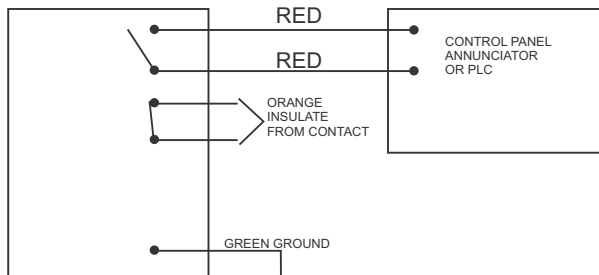 RED
RED
CONTROL PANEL
ANNUNCIATOR
OR PLC
ORANGE
INSULATE
FROM CONTACT
GREEN GROUND